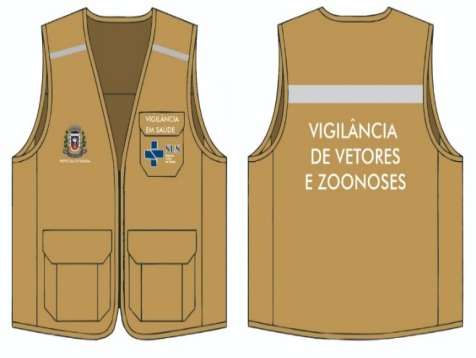 VIGILÂNCIA
EM SAÚDE
SUS
VIGILÂNCIA
DE VETORES
E ZOONOSES